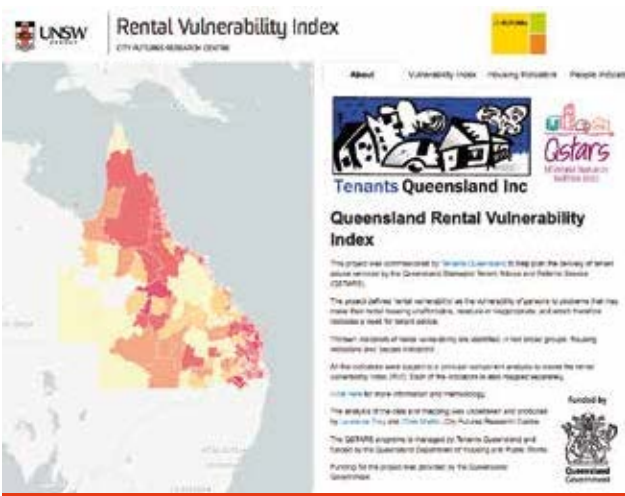 UNSW
Rental Vulnerability Index
CITY FUTURES RESEARCH CENTRE
About Vulnerability Index Housing Indicators People Indicat
Tenants Queensland Inc
Qstars
Queensland Rental Vulnerability
Index
This project was commissioned by Tenants Queensland to help plan the delivery of tenant
advice services by the Queensland Statewide Tenant Advice and Referral Service
(QSTARS).
The project defines 'rental vulnerability' as the vulnerability of persons to problems that may
make their rental housing unaffordable, insecure or inappropriate, and which therefore
indicates a need for tenant advice.
Thirteen indicators of rental vulnerability are identified, in two broad groups: housing
indicators and 'people indicators'.
All the indicators were subject to a principal component analysis to create the rental
vulnerability index (RVI). Each of the indicators is also mapped separately.
Click here for more information and methodology.
The analysis of the data and mapping was undertaken and produced
by Laurence Troy and Chris Martin, City Futures Research Centre.
The QSTARS programs is managed by Tenants Queensland and
funded by the Queensland Department of Housing and Public Works.
Funding for the project was provided by the Queensland
Government.
Funded by
Queensland
Government